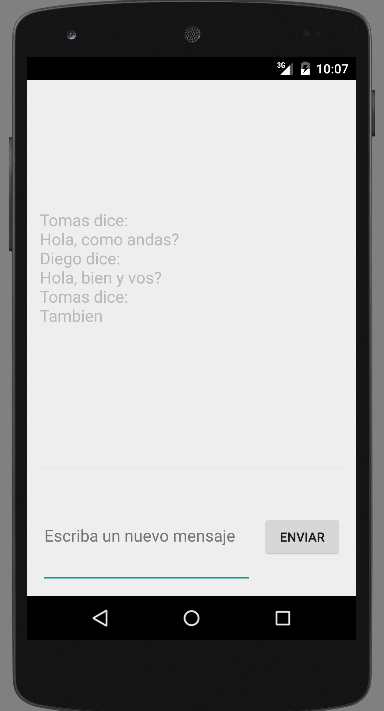 3G
10:07
Tomas dice:
Hola, como andas?
Diego dice:
Hola, bien y vos?
Tomas dice:
Tambien
Escriba un nuevo mensaje
ENVIAR